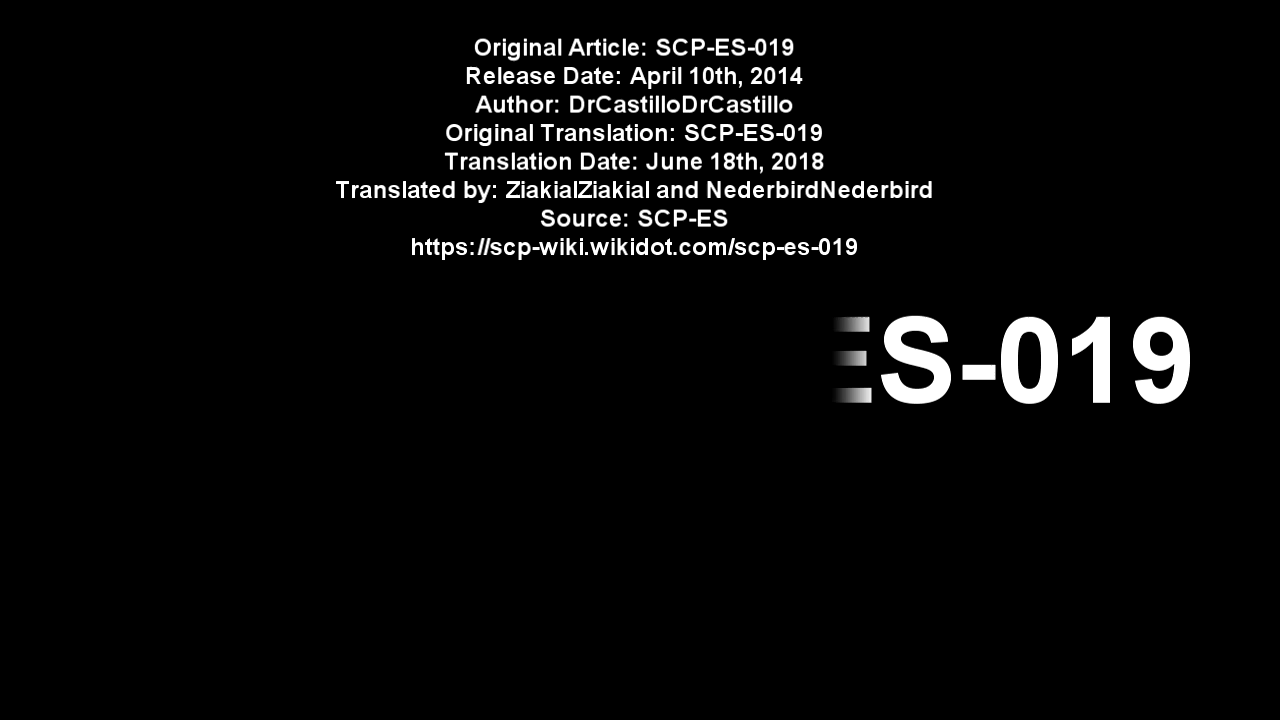 Original Article: SCP-ES-019
Release Date: April 10th, 2014
Author: DrCastilloDrCastillo
Original Translation: SCP-ES-019
Translation Date: June 18th, 2018
Translated by: ZiakialZiakial and NederbirdNederbird
Source: SCP-ES
https://scp-wiki.wikidot.com/scp-es-019
ES-019